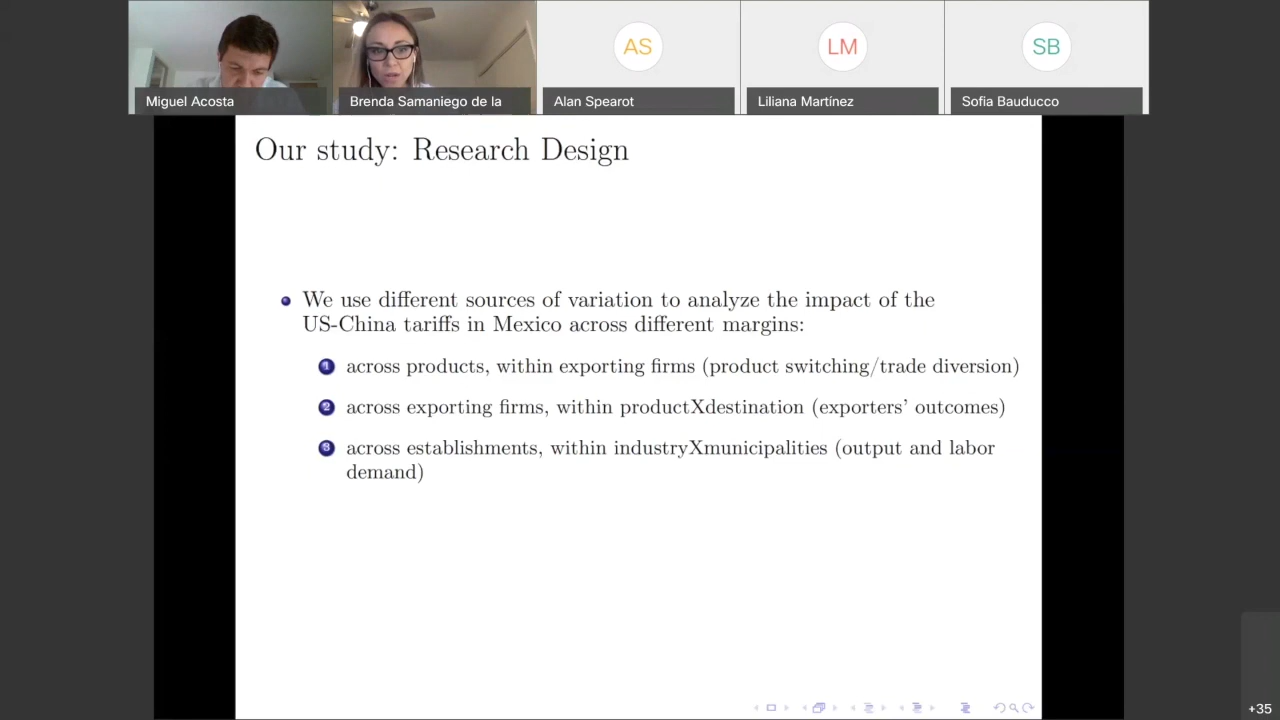 Miguel Acosta
Brenda Samaniego de la
AS
Alan Spearot
LM
Liliana Martínez
SB
Sofia Bauducco
Our study: Research Design
We use different sources of variation to analyze the impact of the
US-China tariffs in Mexico across different margins:
1 across products, within exporting firms (product switching/trade diversion)
2 across exporting firms, within productXdestination (exporters' outcomes)
3 across establishments, within industryXmunicipalities (output and labor
demand)
+35